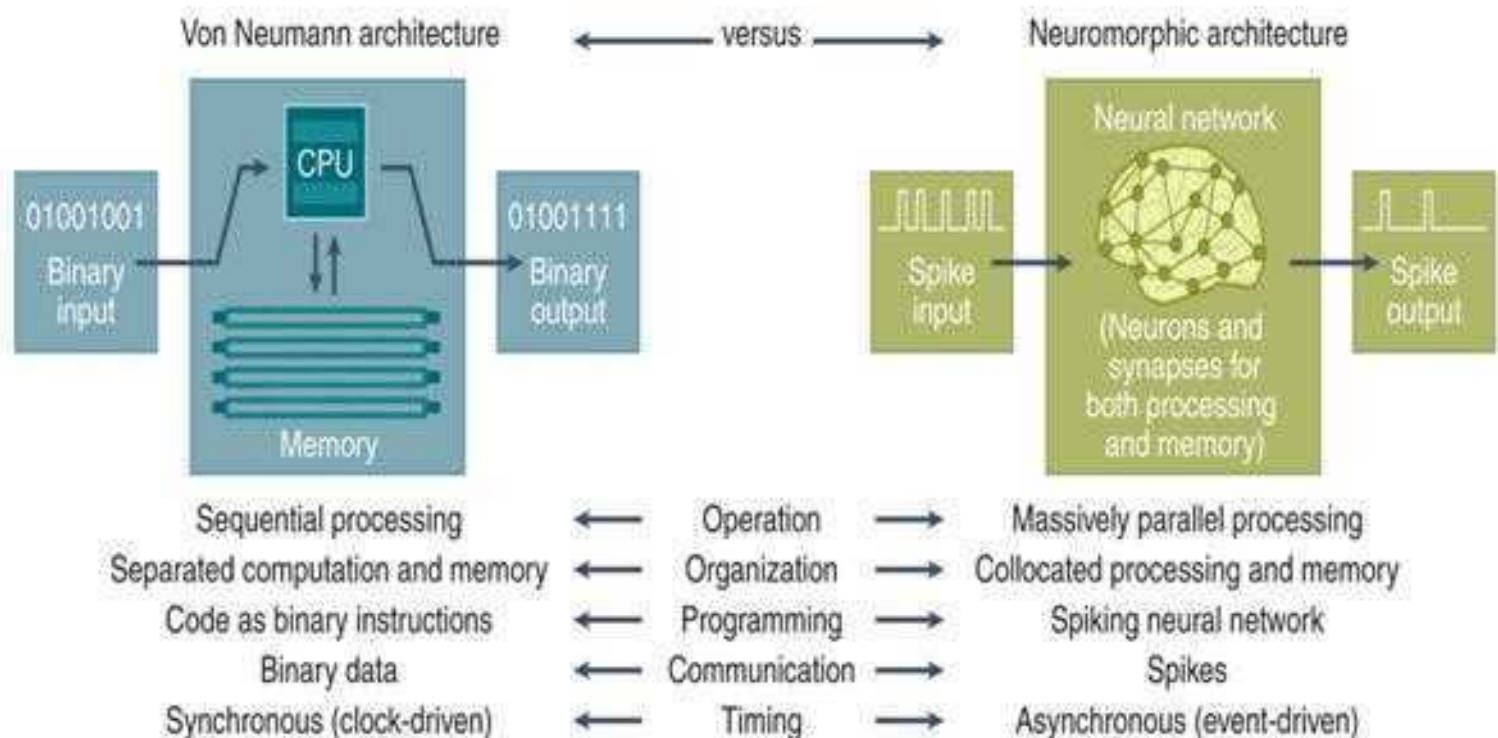 Von Neumann architecture versus Neuromorphic architecture
CPU
01001001
Binary
input
01001111
Binary
output
Memory
Neural network
Spike
input
(Neurons and
synapses for
both processing
and memory)
Spike
output
Sequential processing Operation Massively parallel processing
Separated computation and memory Organization Collocated processing and memory
Code as binary instructions Programming Spiking neural network
Binary data Communication Spikes
Synchronous (clock-driven) Timing Asynchronous (event-driven)